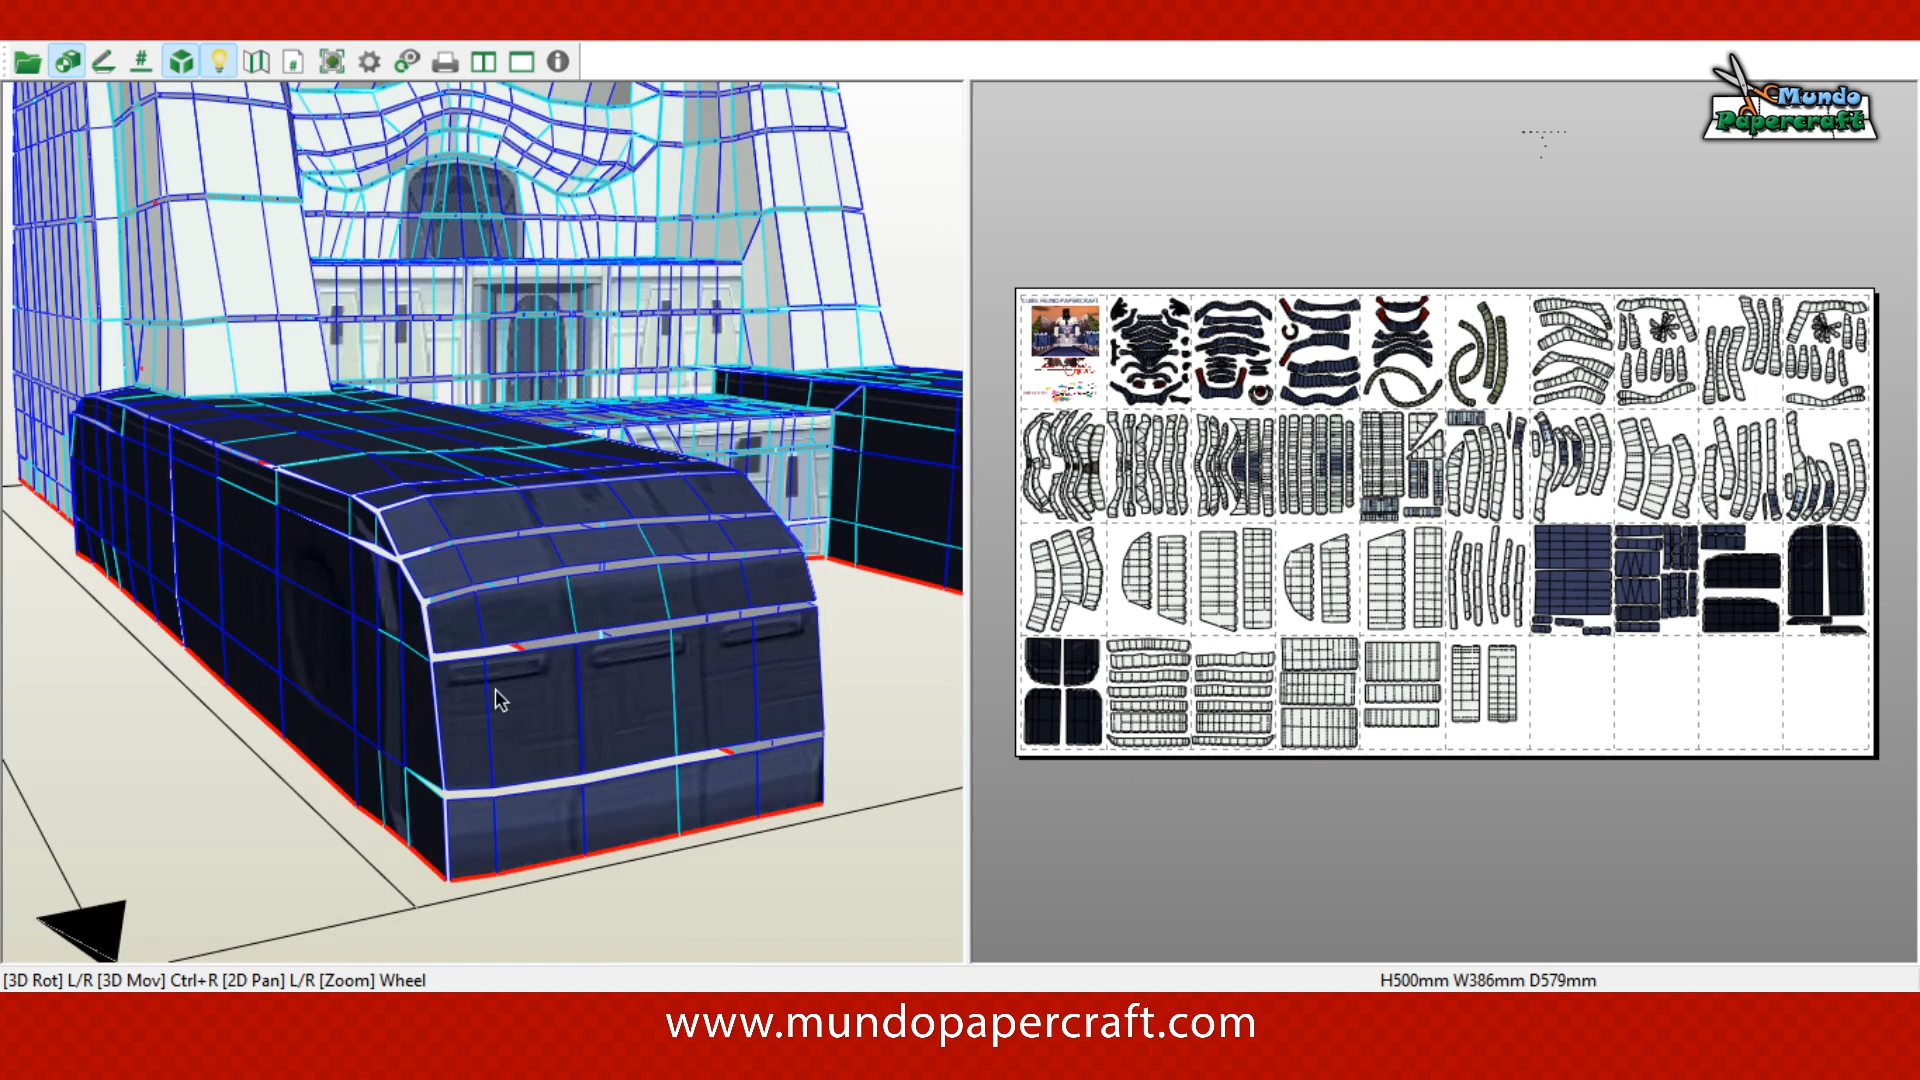 Mundo
Papercraft
[3D Rot] L/R [3D Mov] Ctrl+R [2D Pan] L/R [Zoom] Wheel
H500mm W386mm D579mm
www.mundopapercraft.com